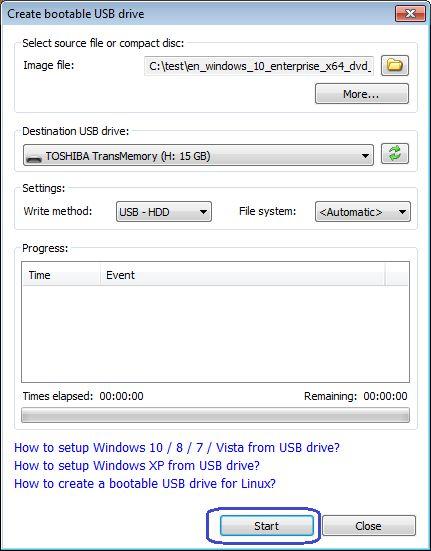 Create bootable USB drive
Select source file or compact disc:
Image file: C:\test\en_windows_10_enterprise_x64_dvd_
More...
Destination USB drive:
TOSHIBA TransMemory (H: 15 GB)
Settings:
Write method: USB - HDD File system: <Automatic>
Progress:
Time Event
Times elapsed: 00:00:00 Remaining: 00:00:00
How to setup Windows 10 / 8 / 7 / Vista from USB drive?
How to setup Windows XP from USB drive?
How to create a bootable USB drive for Linux?
Start Close